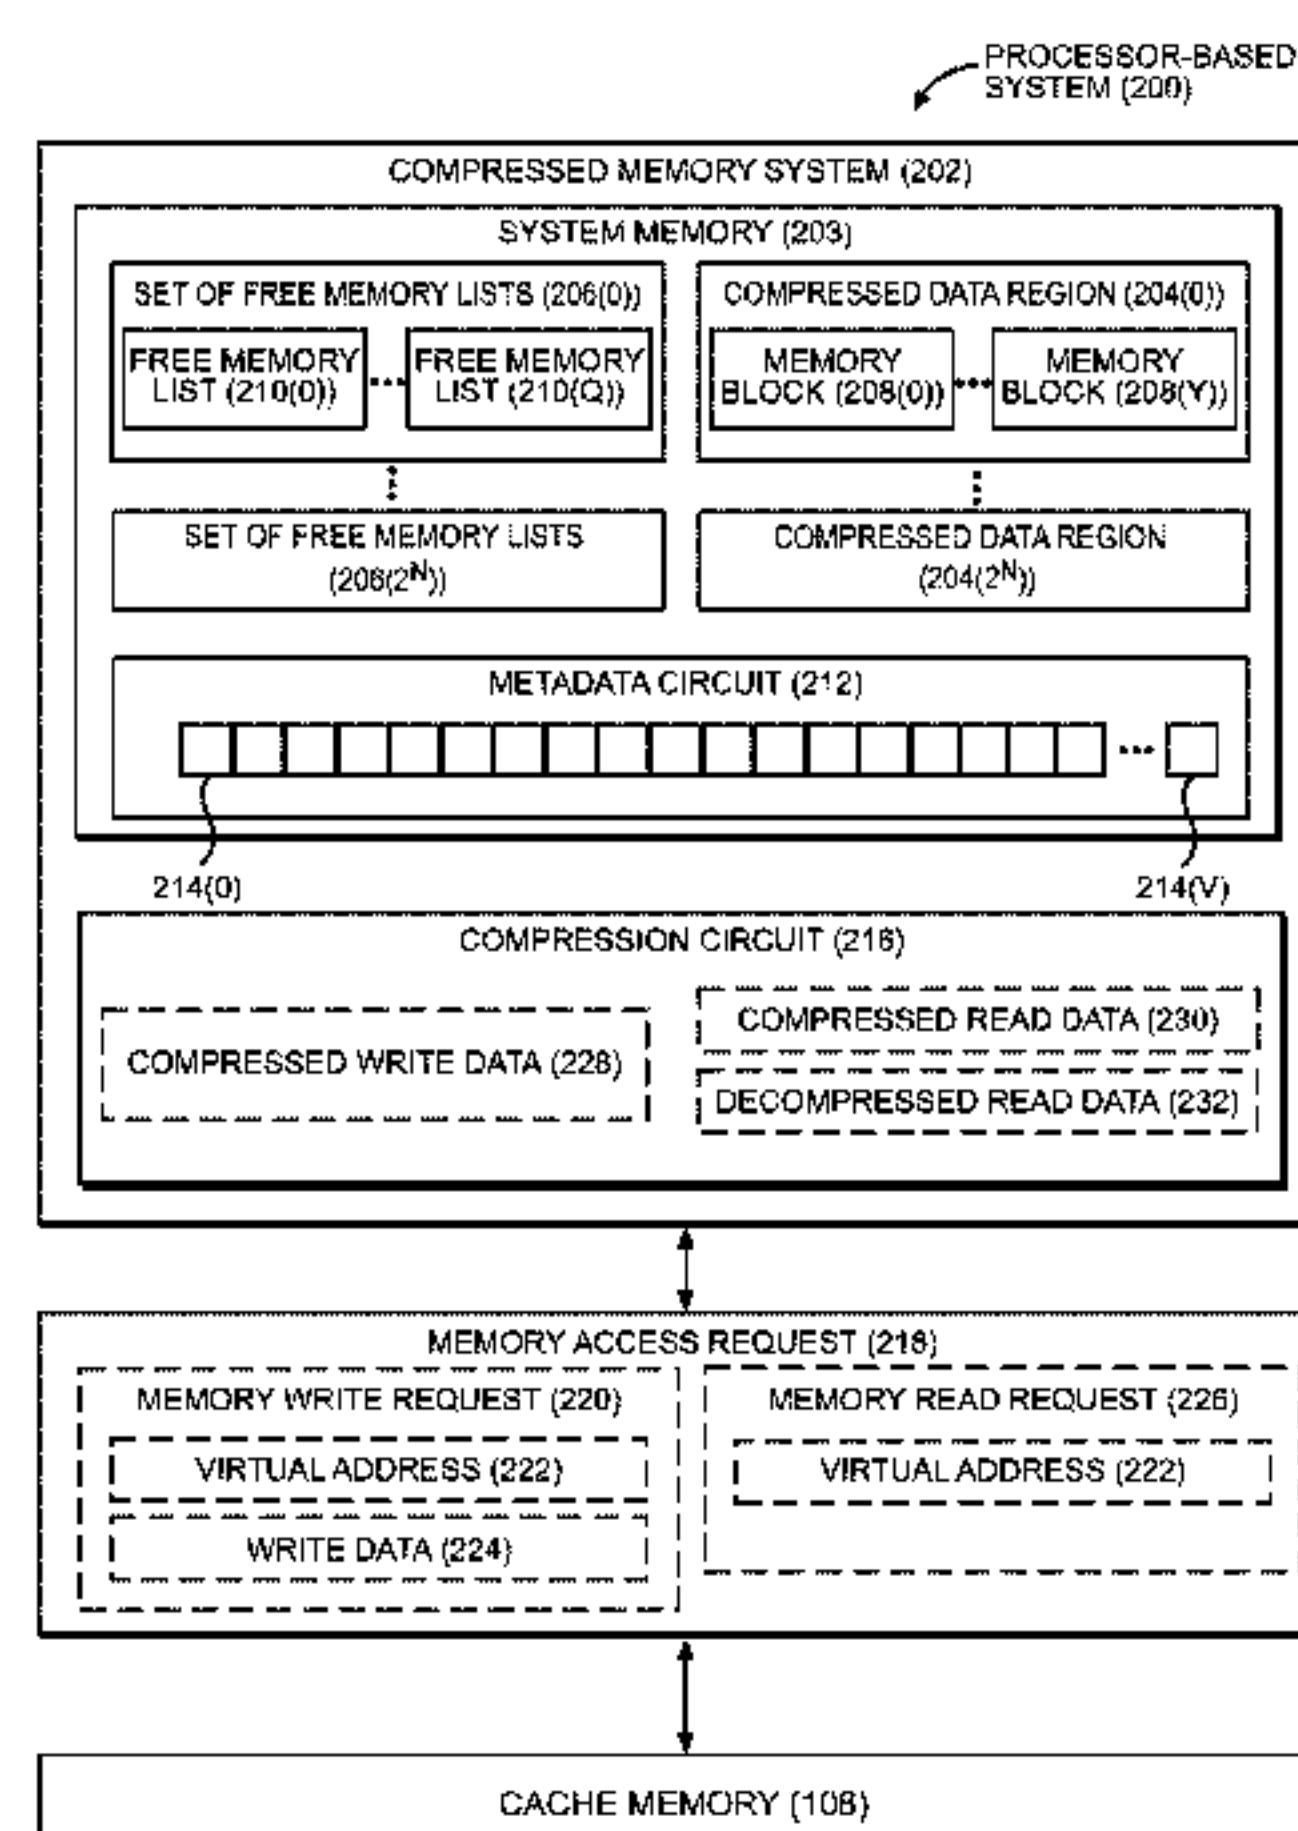 PROCESSOR-BASED
SYSTEM (200)
COMPRESSED MEMORY SYSTEM (202)
SYSTEM MEMORY (203)
SET OF FREE MEMORY LISTS (206(0))
FREE MEMORY
LIST (210(0))
FREE MEMORY
LIST (210(Q))
COMPRESSED DATA REGION (204(0))
MEMORY
BLOCK (208(0))
MEMORY
BLOCK (208(Y))
SET OF FREE MEMORY LISTS
(206(2ᴺ))
COMPRESSED DATA REGION
(204(2ᴺ))
METADATA CIRCUIT (212)
214(0)
214(V)
COMPRESSION CIRCUIT (216)
COMPRESSED WRITE DATA (228)
COMPRESSED READ DATA (230)
DECOMPRESSED READ DATA (232)
MEMORY ACCESS REQUEST (218)
MEMORY WRITE REQUEST (220)
VIRTUAL ADDRESS (222)
WRITE DATA (224)
MEMORY READ REQUEST (226)
VIRTUAL ADDRESS (222)
CACHE MEMORY (108)